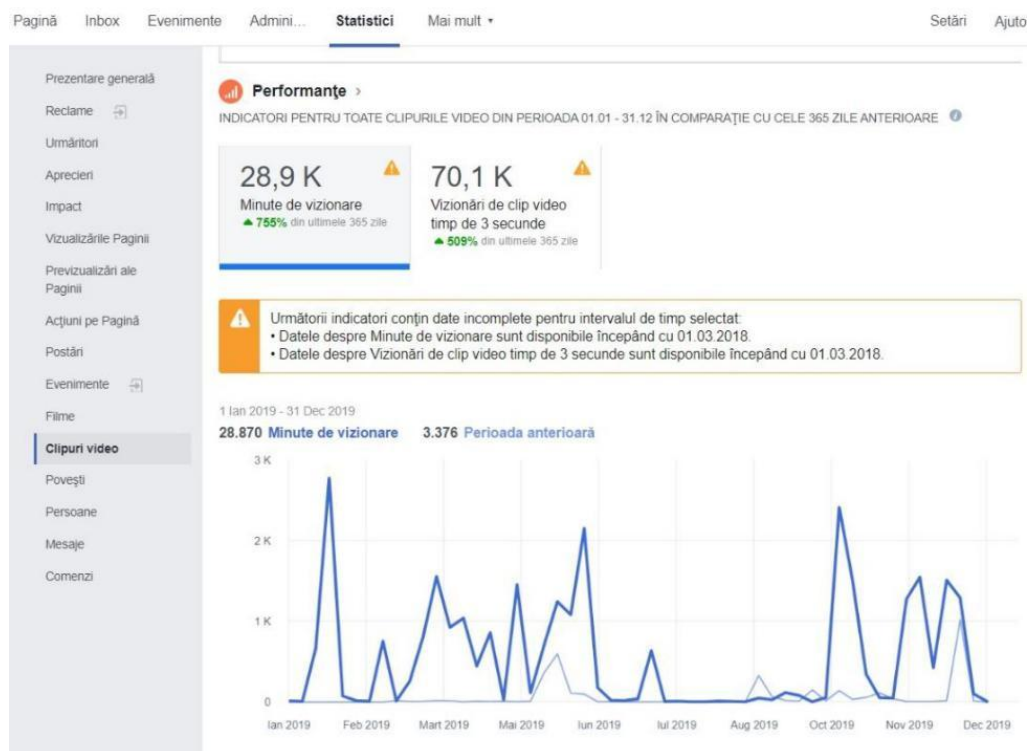 Pagină Inbox Evenimente Admini... Statistici Mai mult Setări Ajuto
Prezentare generală
Reclame
Urmăritori
Aprecieri
Impact
Vizualizările Paginii
Previzualizări ale
Paginii
Acțiuni pe Pagină
Postări
Evenimente
Filme
Clipuri video
Povești
Persoane
Mesaje
Comenzi
Performanțe
INDICATORI PENTRU TOATE CLIPURILE VIDEO DIN PERIOADA 01.01 - 31.12 ÎN COMPARAȚIE CU CELE 365 ZILE ANTERIOARE
28,9 K
Minute de vizionare
755% din ultimele 365 zile
70,1 K
Vizionări de clip video
timp de 3 secunde
509% din ultimele 365 zile
Următorii indicatori conțin date incomplete pentru intervalul de timp selectat:
• Datele despre Minute de vizionare sunt disponibile începând cu 01.03.2018.
• Datele despre Vizionări de clip video timp de 3 secunde sunt disponibile începând cu 01.03.2018.
1 Ian 2019 - 31 Dec 2019
28.870 Minute de vizionare 3.376 Perioada anterioară
3 K
2 K
1 K
0
Ian 2019 Feb 2019 Mart 2019 Mai 2019 Iun 2019 Iul 2019 Aug 2019 Oct 2019 Nov 2019 Dec 2019